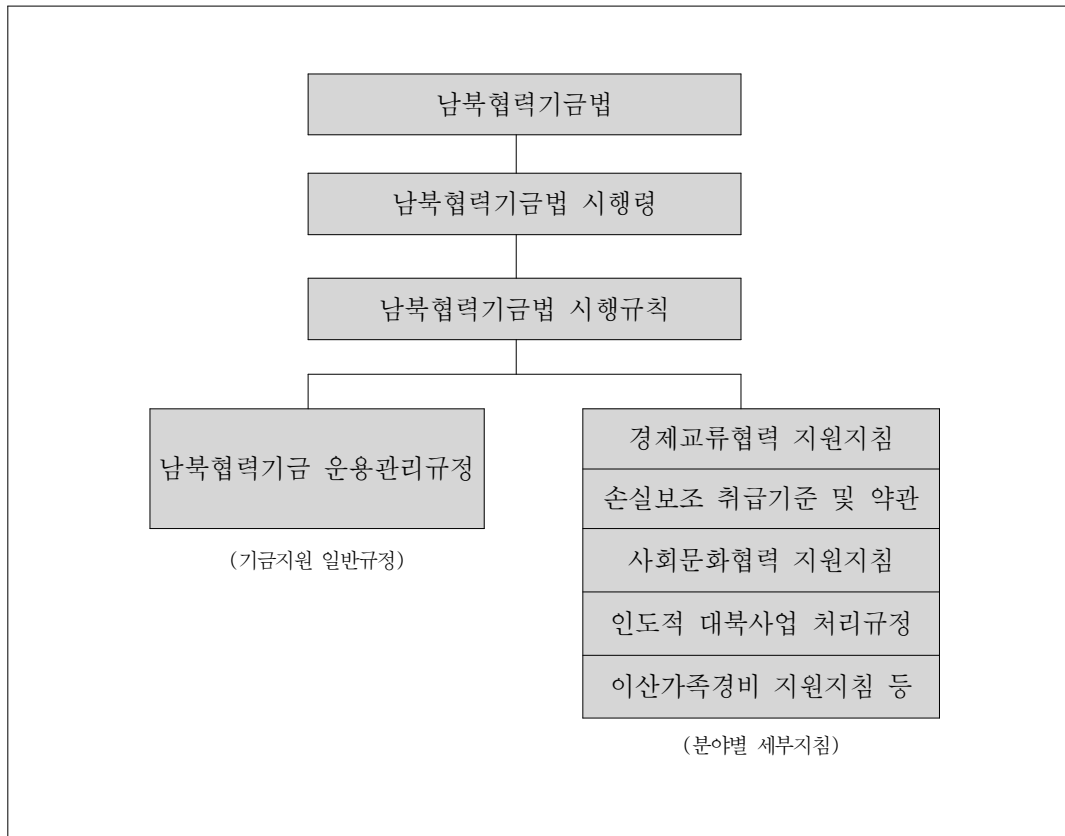 남북협력기금법
남북협력기금법 시행령
남북협력기금법 시행규칙
남북협력기금 운용관리규정
(기금지원 일반규정)
경제교류협력 지원지침
손실보조 취급기준 및 약관
사회문화협력 지원지침
인도적 대북사업 처리규정
이산가족경비 지원지침 등
(분야별 세부지침)